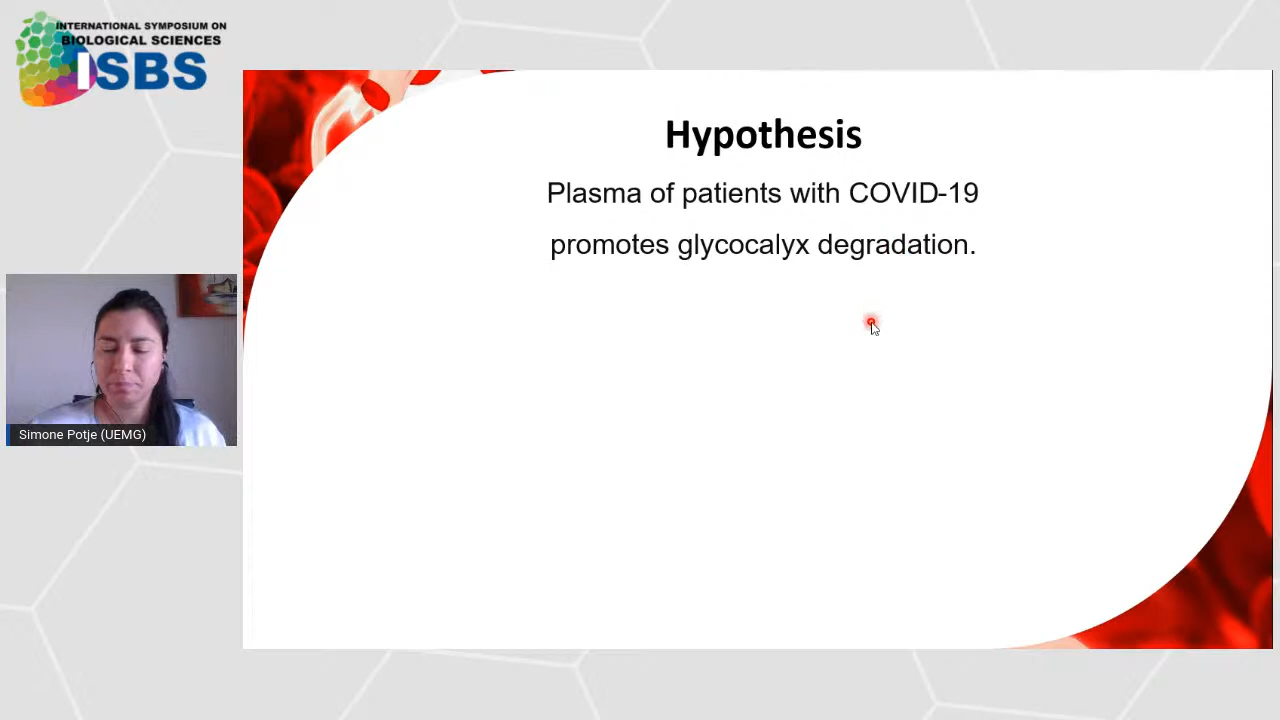 INTERNATIONAL SYMPOSIUM ON
BIOLOGICAL SCIENCES
ISBS
Hypothesis
Plasma of patients with COVID-19
promotes glycocalyx degradation.
Simone Potje (UEMG)